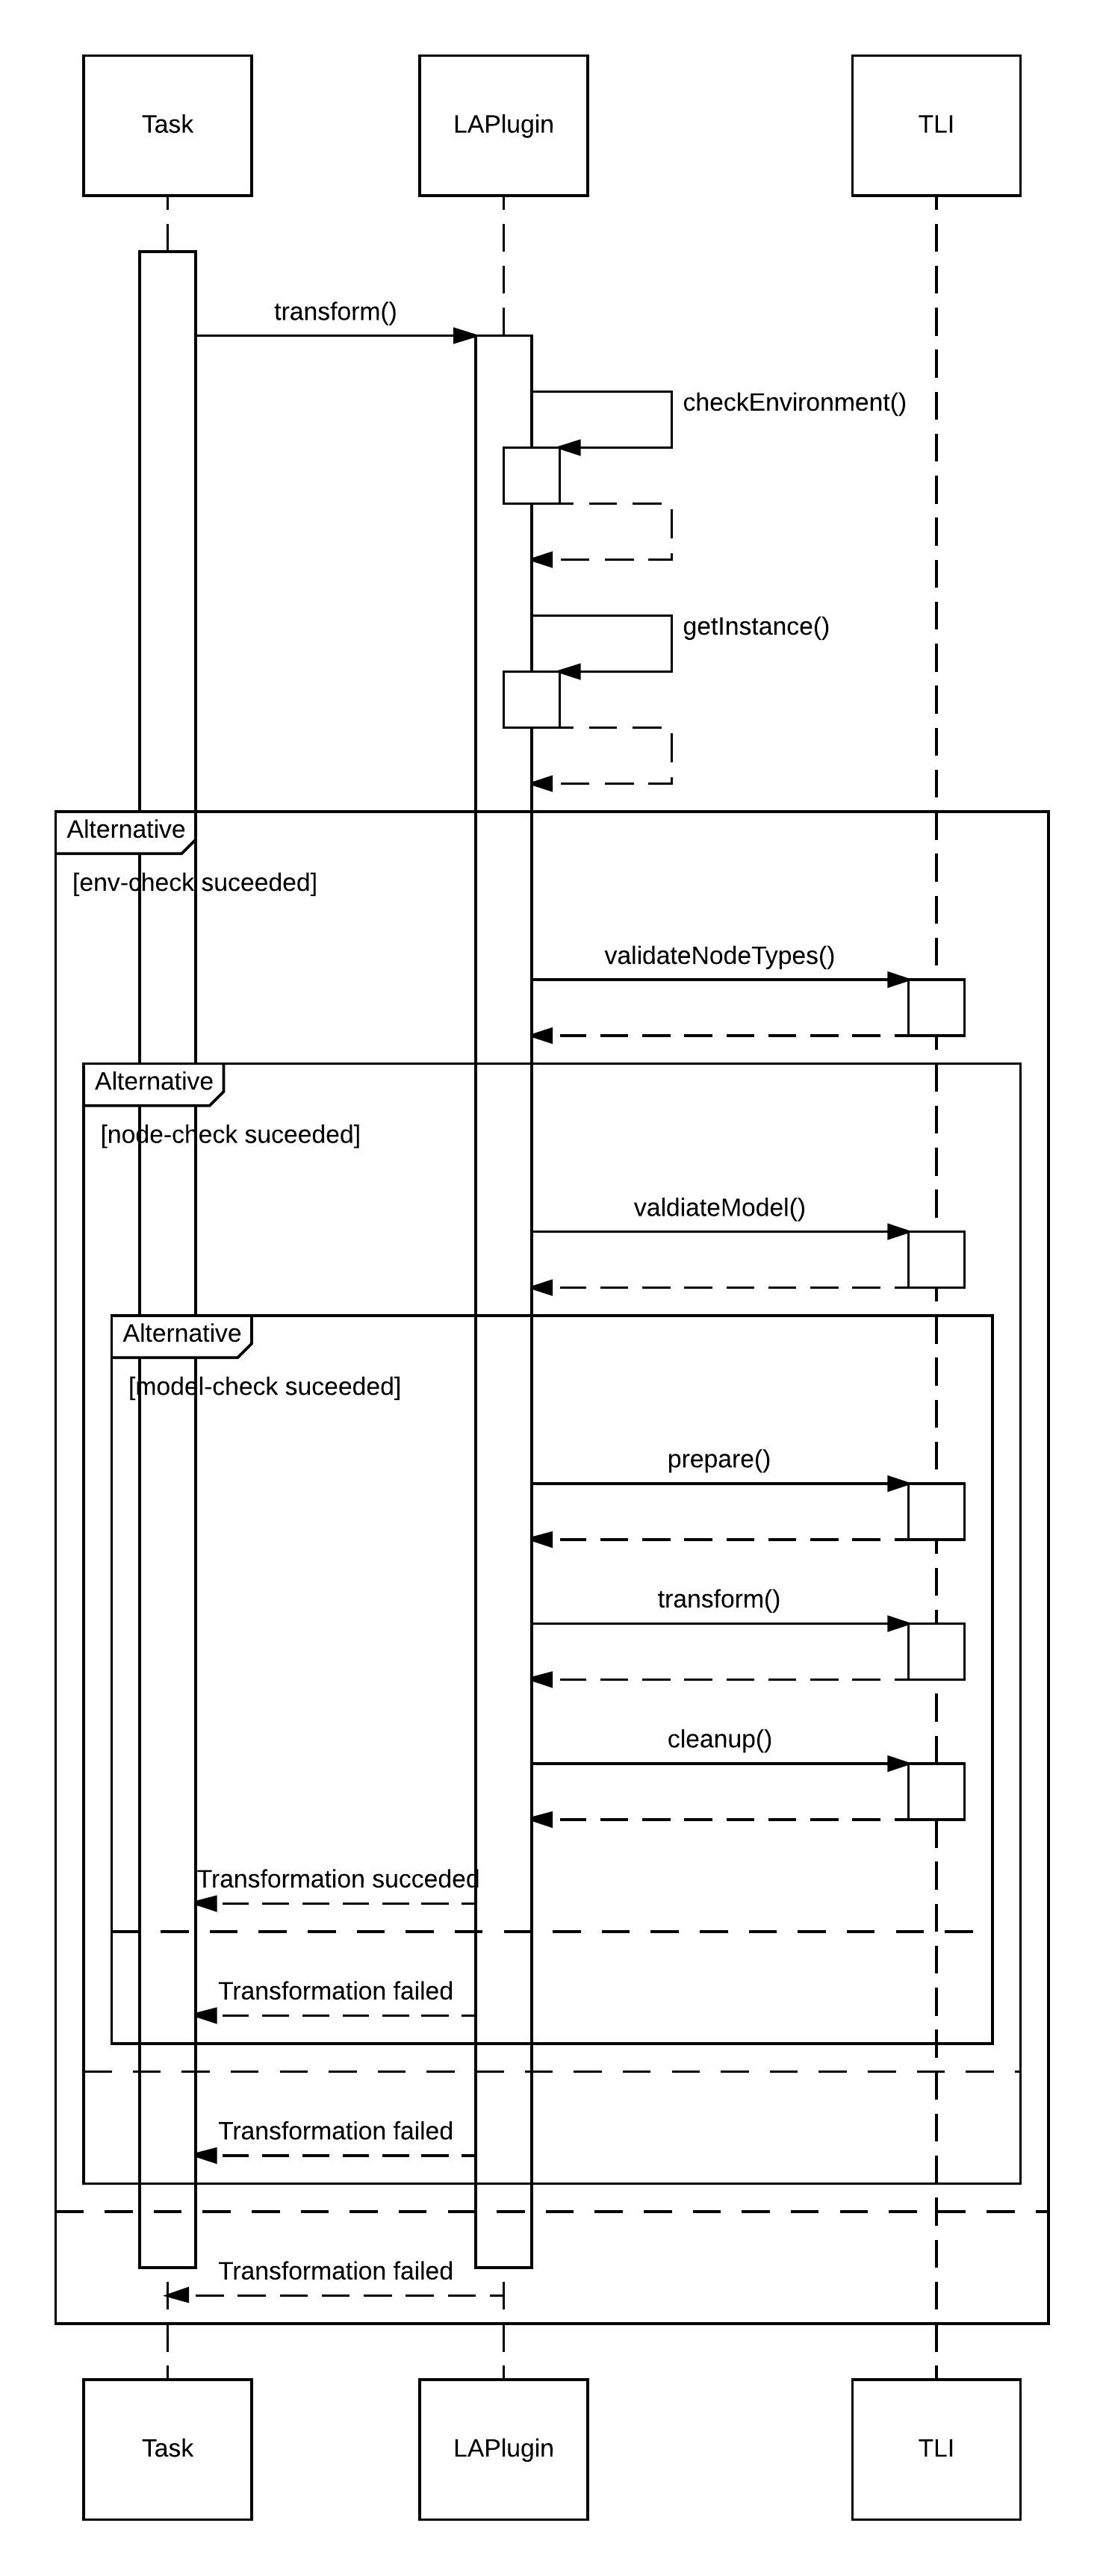 Task
LAPlugin
TLI
transform()
checkEnvironment()
getInstance()
Alternative
[env-check suceeded]
validateNodeTypes()
Alternative
[node-check suceeded]
valdiateModel()
Alternative
[model-check suceeded]
prepare()
transform()
cleanup()
Transformation succeded
Transformation failed
Transformation failed
Transformation failed
Task
LAPlugin
TLI